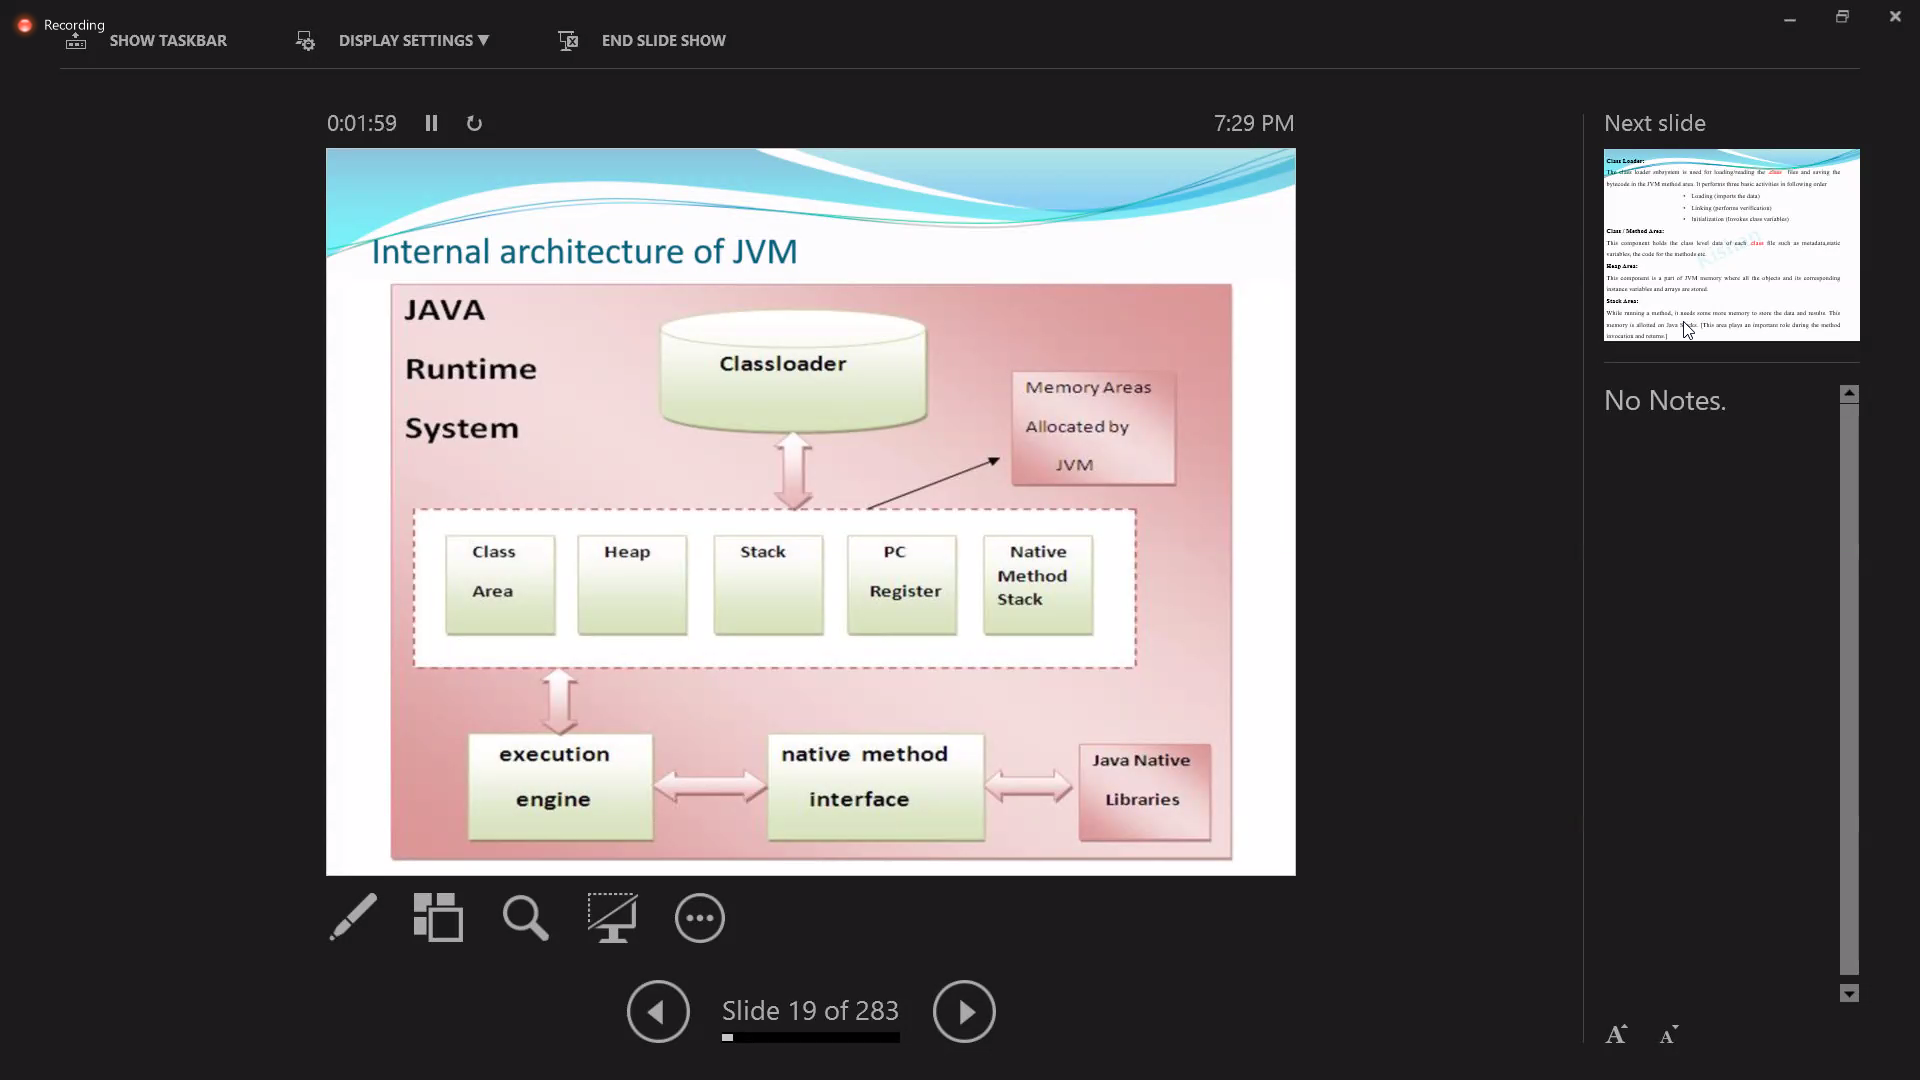 Recording
SHOW TASKBAR
DISPLAY SETTINGS ▼
END SLIDE SHOW
0:01:59
7:29 PM
Next slide
Internal architecture of JVM
JAVA
Runtime
System
Classloader
Memory Areas
Allocated by
JVM
Class
Area
Heap
Stack
PC
Register
Native
Method
Stack
execution
engine
native method
interface
Java Native
Libraries
Class Loader:
The class loader subsystem is used for loading/reading the .class files and saving the
bytecode in the JVM method area. It performs three basic activities in following order
• Loading (imports the data)
• Linking (performs verification)
• Initialization (Invokes class variables)
Class / Method Area:
This component holds the class level data of each .class file such as metadata,static
variables, the code for the methods etc.
Heap Area:
This component is a part of JVM memory where all the objects and its corresponding
instance variables and arrays are stored.
Stack Area:
While running a method, it needs some more memory to store the data and results. This
memory is allotted on Java [This area plays an important role during the method
invocation and returns.]
No Notes.
Slide 19 of 283
A A